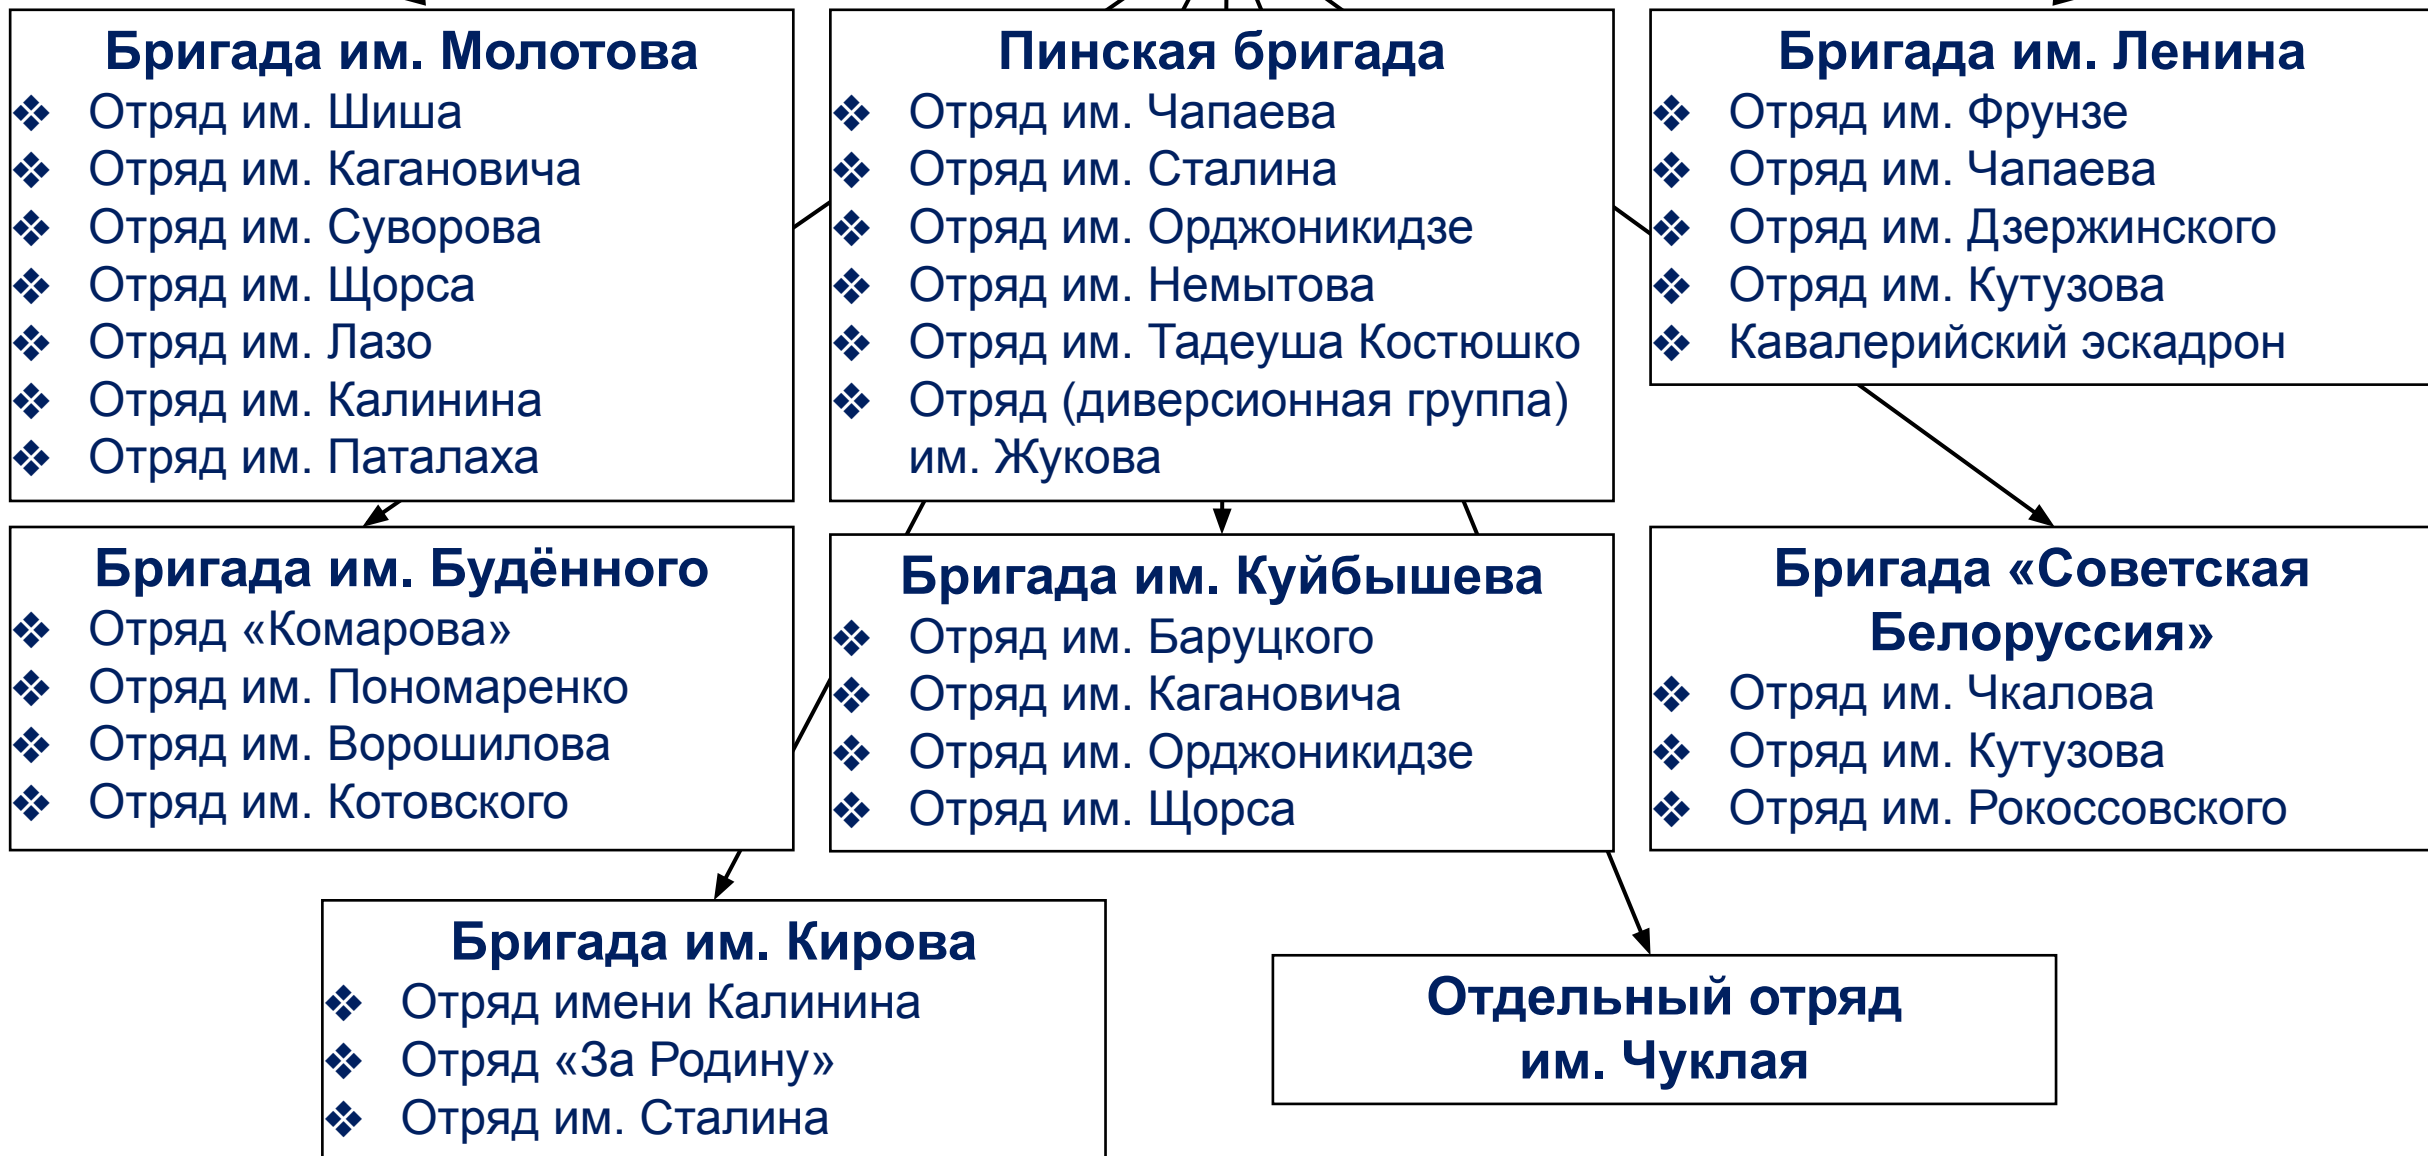 Бригада им. Молотова
Отряд им. Шиша
Отряд им. Кагановича
Отряд им. Суворова
Отряд им. Щорса
Отряд им. Лазо
Отряд им. Калинина
Отряд им. Паталаха
Пинская бригада
Отряд им. Чапаева
Отряд им. Сталина
Отряд им. Орджоникидзе
Отряд им. Немытова
Отряд им. Тадеуша Костюшко
Отряд (диверсионная группа)
им. Жукова
Бригада им. Ленина
Отряд им. Фрунзе
Отряд им. Чапаева
Отряд им. Дзержинского
Отряд им. Кутузова
Кавалерийский эскадрон
Бригада им. Будённого
Отряд «Комарова»
Отряд им. Пономаренко
Отряд им. Ворошилова
Отряд им. Котовского
Бригада им. Куйбышева
Отряд им. Баруцкого
Отряд им. Кагановича
Отряд им. Орджоникидзе
Отряд им. Щорса
Бригада «Советская
Белоруссия»
Отряд им. Чкалова
Отряд им. Кутузова
Отряд им. Рокоссовского
Бригада им. Кирова
Отряд имени Калинина
Отряд «За Родину»
Отряд им. Сталина
Отдельный отряд
им. Чуклая